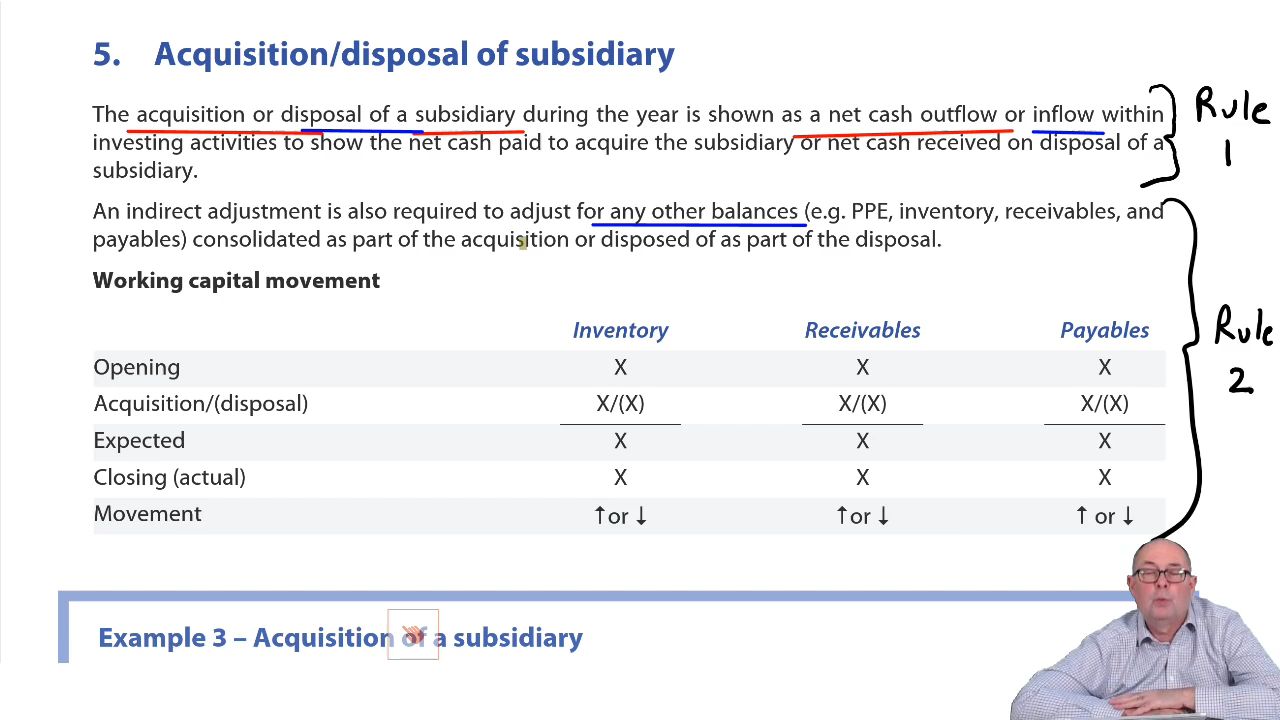 5. Acquisition/disposal of subsidiary
The acquisition or disposal of a subsidiary during the year is shown as a net cash outflow or inflow within
investing activities to show the net cash paid to acquire the subsidiary or net cash received on disposal of a
subsidiary.
Rule
1
An indirect adjustment is also required to adjust for any other balances (e.g. PPE, inventory, receivables, and
payables) consolidated as part of the acquisition or disposed of as part of the disposal.
Working capital movement
Inventory Receivables Payables
Opening X X X
Acquisition/(disposal) X/(X) X/(X) X/(X)
Expected X X X
Closing (actual) X X X
Movement ↑or ↓ ↑or ↓ ↑ or ↓
Rule
2
Example 3 – Acquisition of a subsidiary